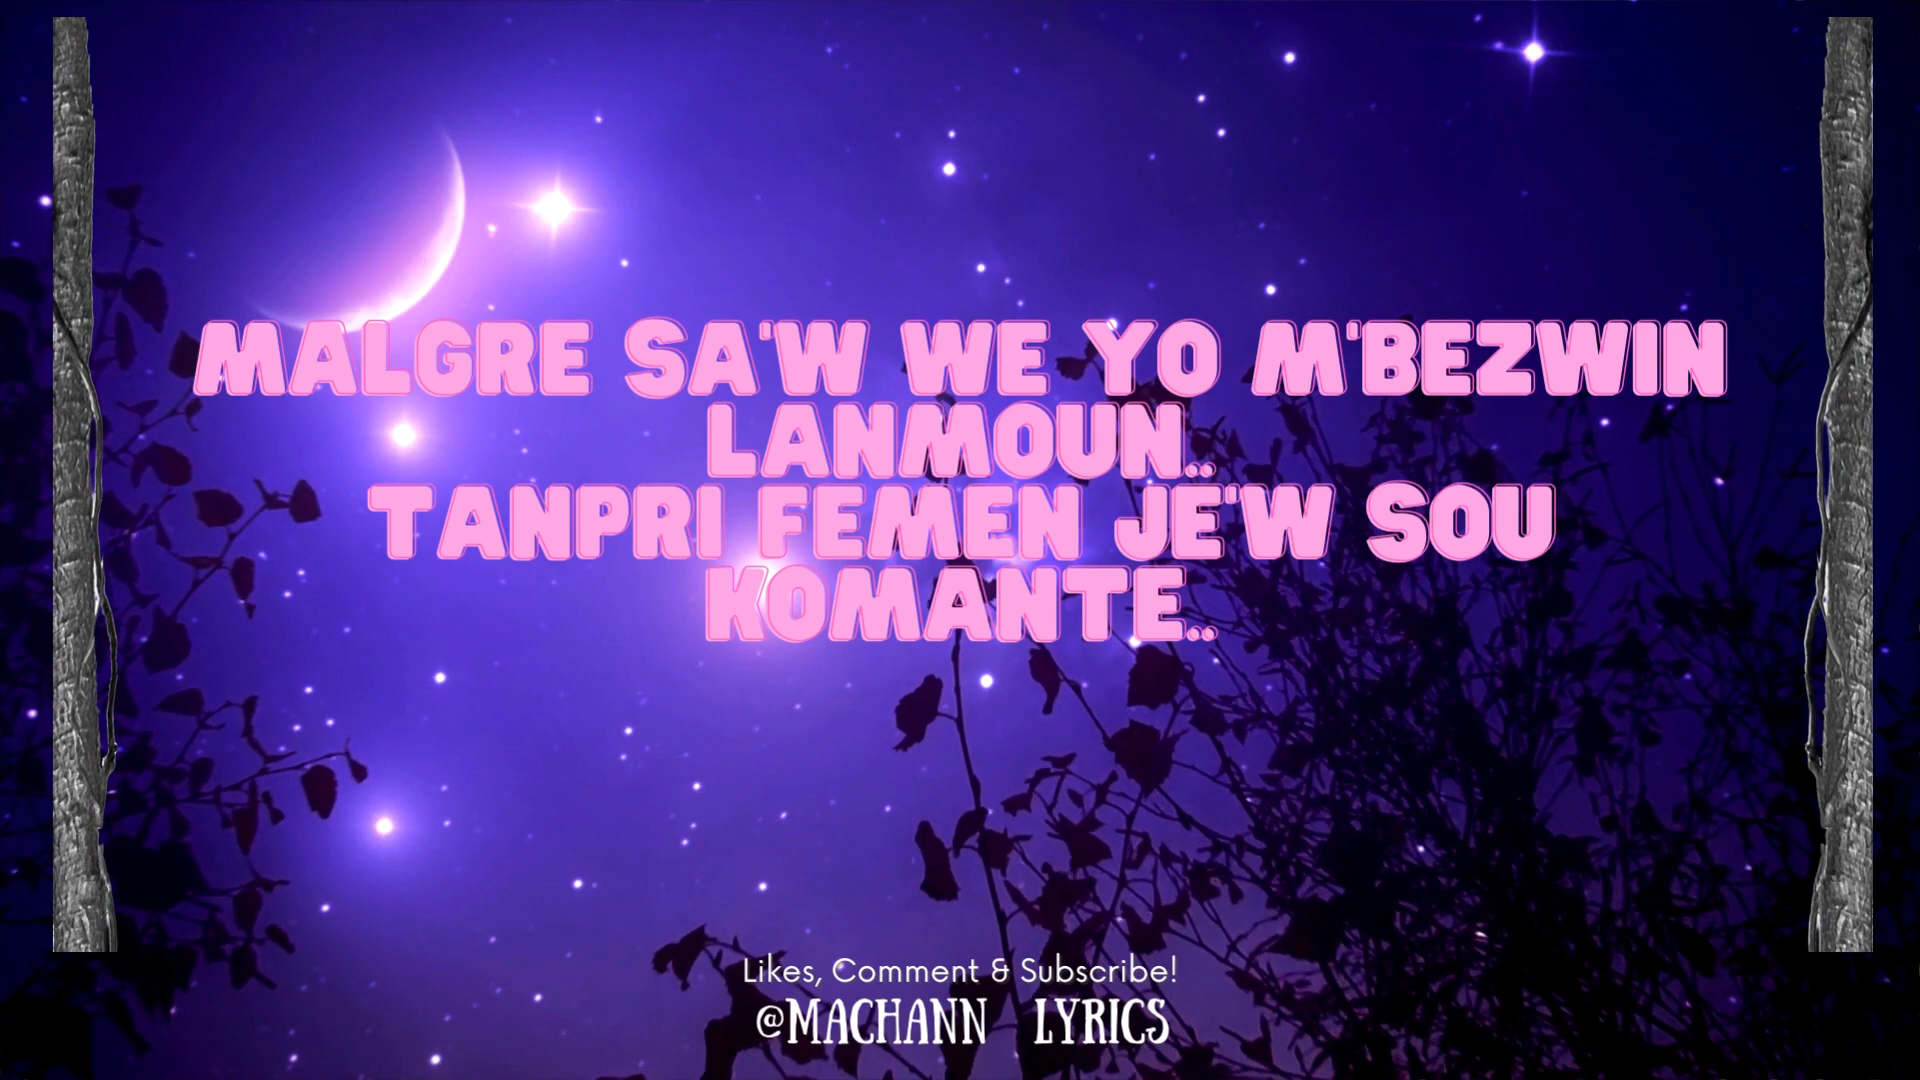 MALGRE SA'W WE YO M'BEZWIN
LANMOUN..
TANPRI FEMEN JE'W SOU
KOMANTE..
Likes, Comment & Subscribe!
@MACHANN LYRICS